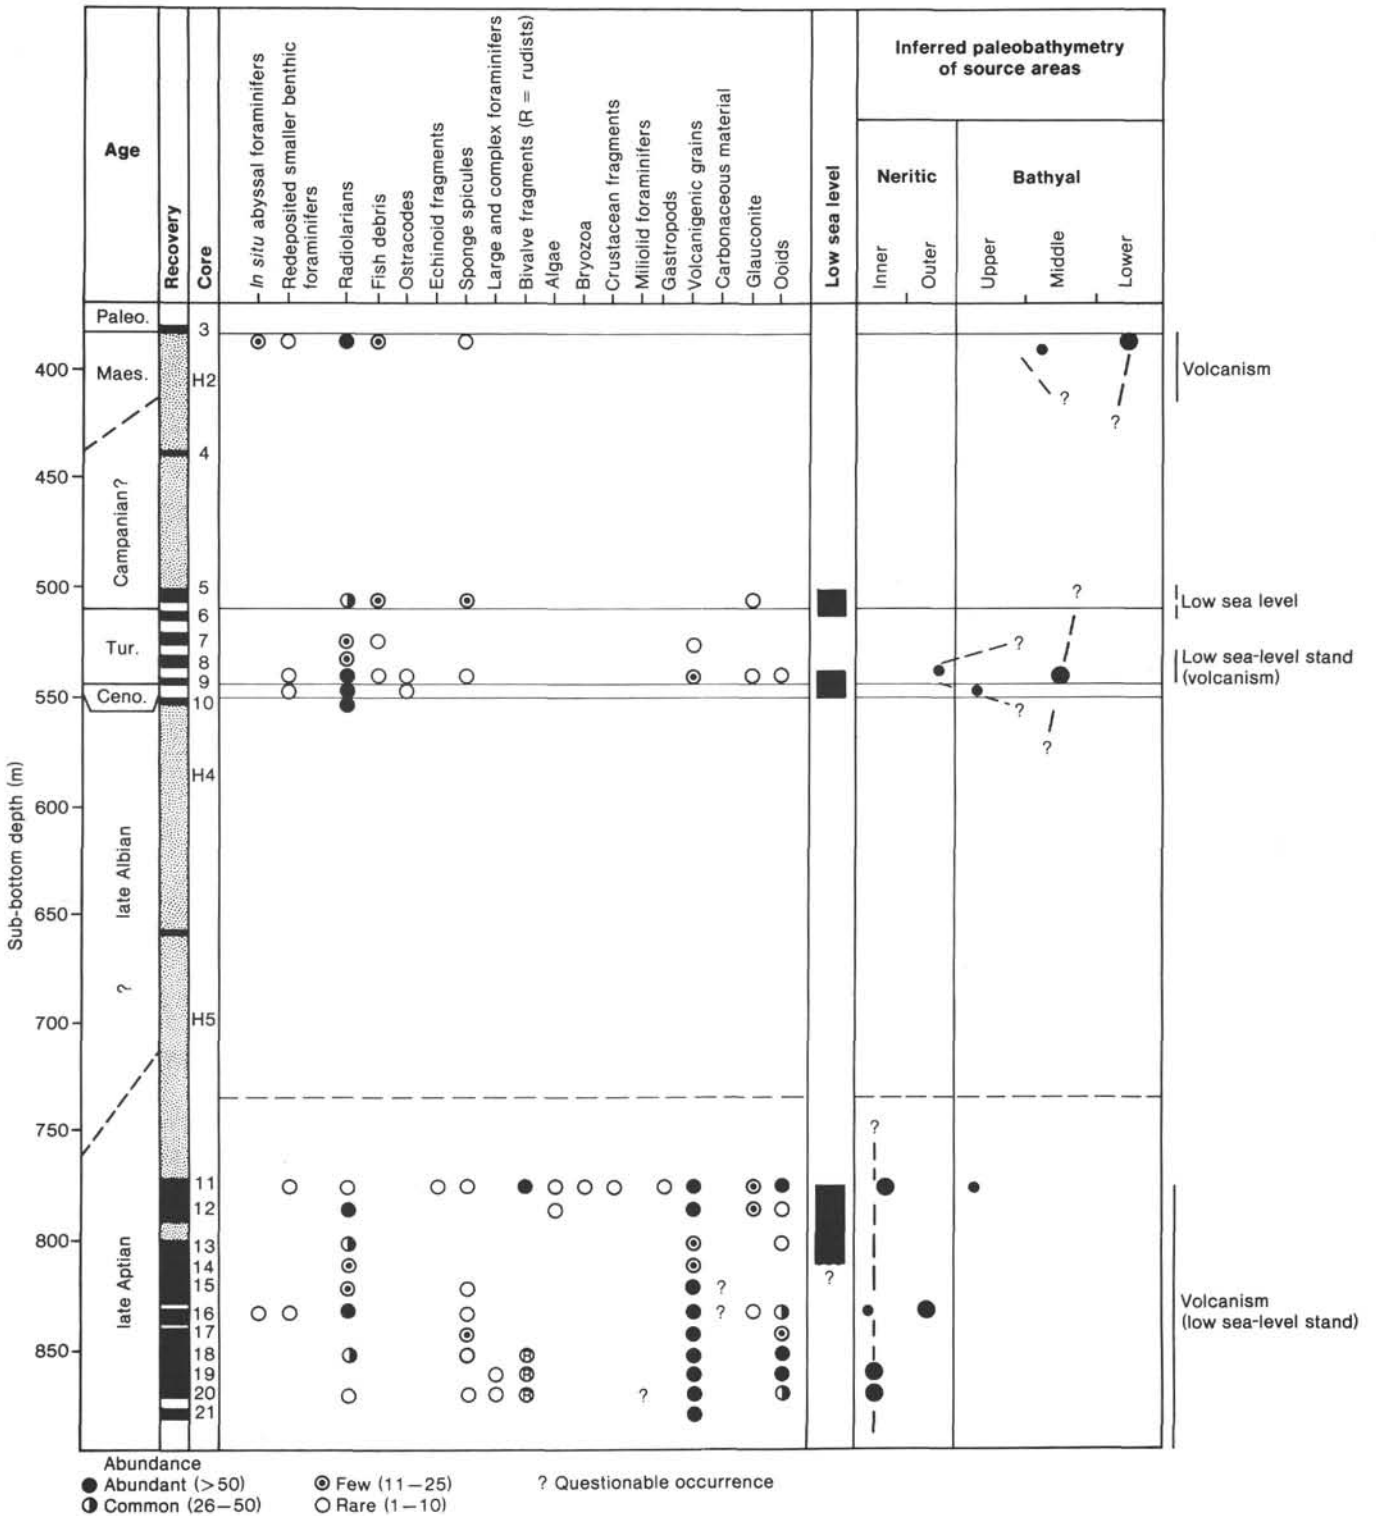 Inferred paleobathymetry
of source areas
Age
Recovery
Core
In situ abyssal foraminifers
Redeposited smaller benthic
foraminifers
Radiolarians
Fish debris
Ostracodes
Echinoid fragments
Sponge spicules
Large and complex foraminifers
Bivalve fragments (R = rudists)
Algae
Bryozoa
Crustacean fragments
Miliolid foraminifers
Gastropods
Volcanigenic grains
Carbonaceous material
Glauconite
Ooids
Low sea level
Neritic
Bathyal
Inner
Outer
Upper
Middle
Lower
Paleo.
3
400
Maes.
H2
?
?
Volcanism
4
450
Campanian?
500
5
?
Low sea level
6
Tur.
7
?
8
Low sea-level stand
(volcanism)
9
550
Ceno.
10
?
?
H4
Sub-bottom depth (m)
600
late Albian
650
?
700
H5
750
?
11
12
800
13
14
15
?
?
late Aptian
16
?
Volcanism
(low sea-level stand)
17
850
18
R
19
R
20
R
?
21
Abundance
Abundant (>50)
Few (11–25)
? Questionable occurrence
Common (26–50)
Rare (1–10)